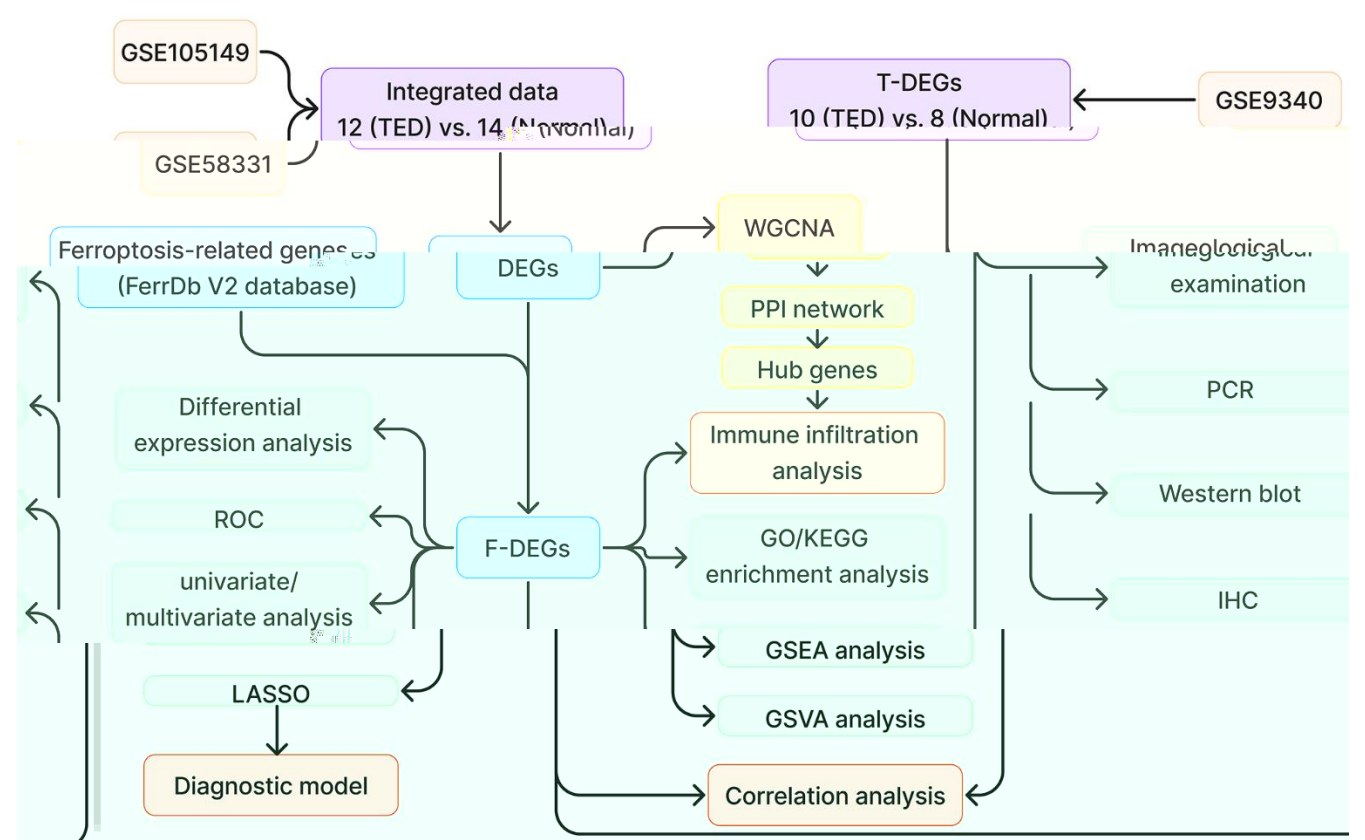 GSE105149
Integrated data
12 (TED) vs. 14
T-DEGs
10 (TED) vs. 8 (Normal)
GSE9340
GSE58331
Ferroptosis-related genes
(FerrDb V2 database)
DEGs
WGCNA
PPI network
Hub genes
Immune infiltration
analysis
Imageological
examination
PCR
Western blot
IHC
Differential
expression analysis
ROC
univariate/
multivariate analysis
F-DEGs
GO/KEGG
enrichment analysis
GSEA analysis
GSVA analysis
LASSO
Diagnostic model
Correlation analysis